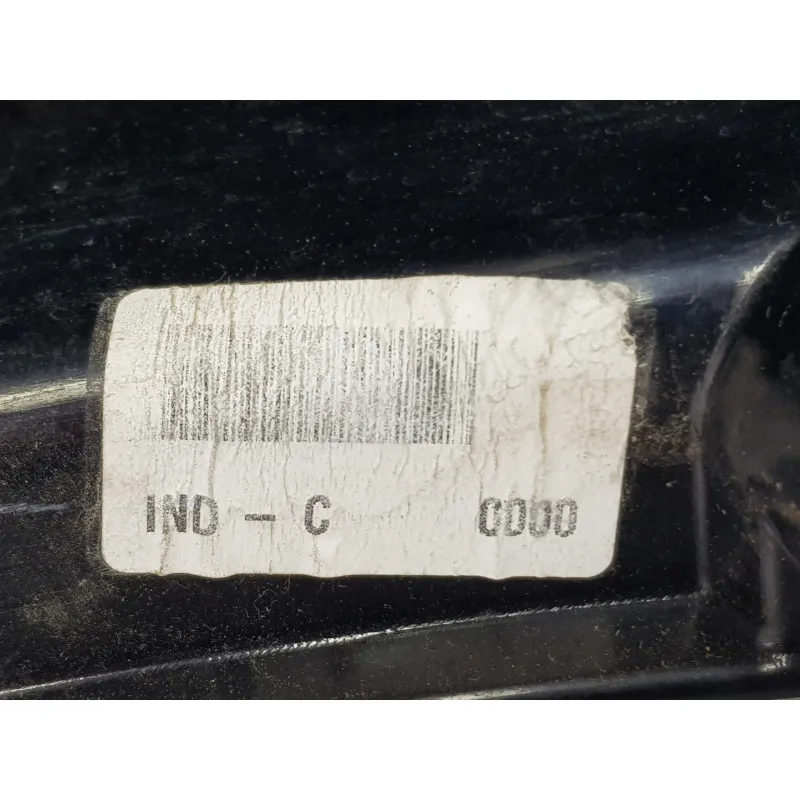 IND - C 0000